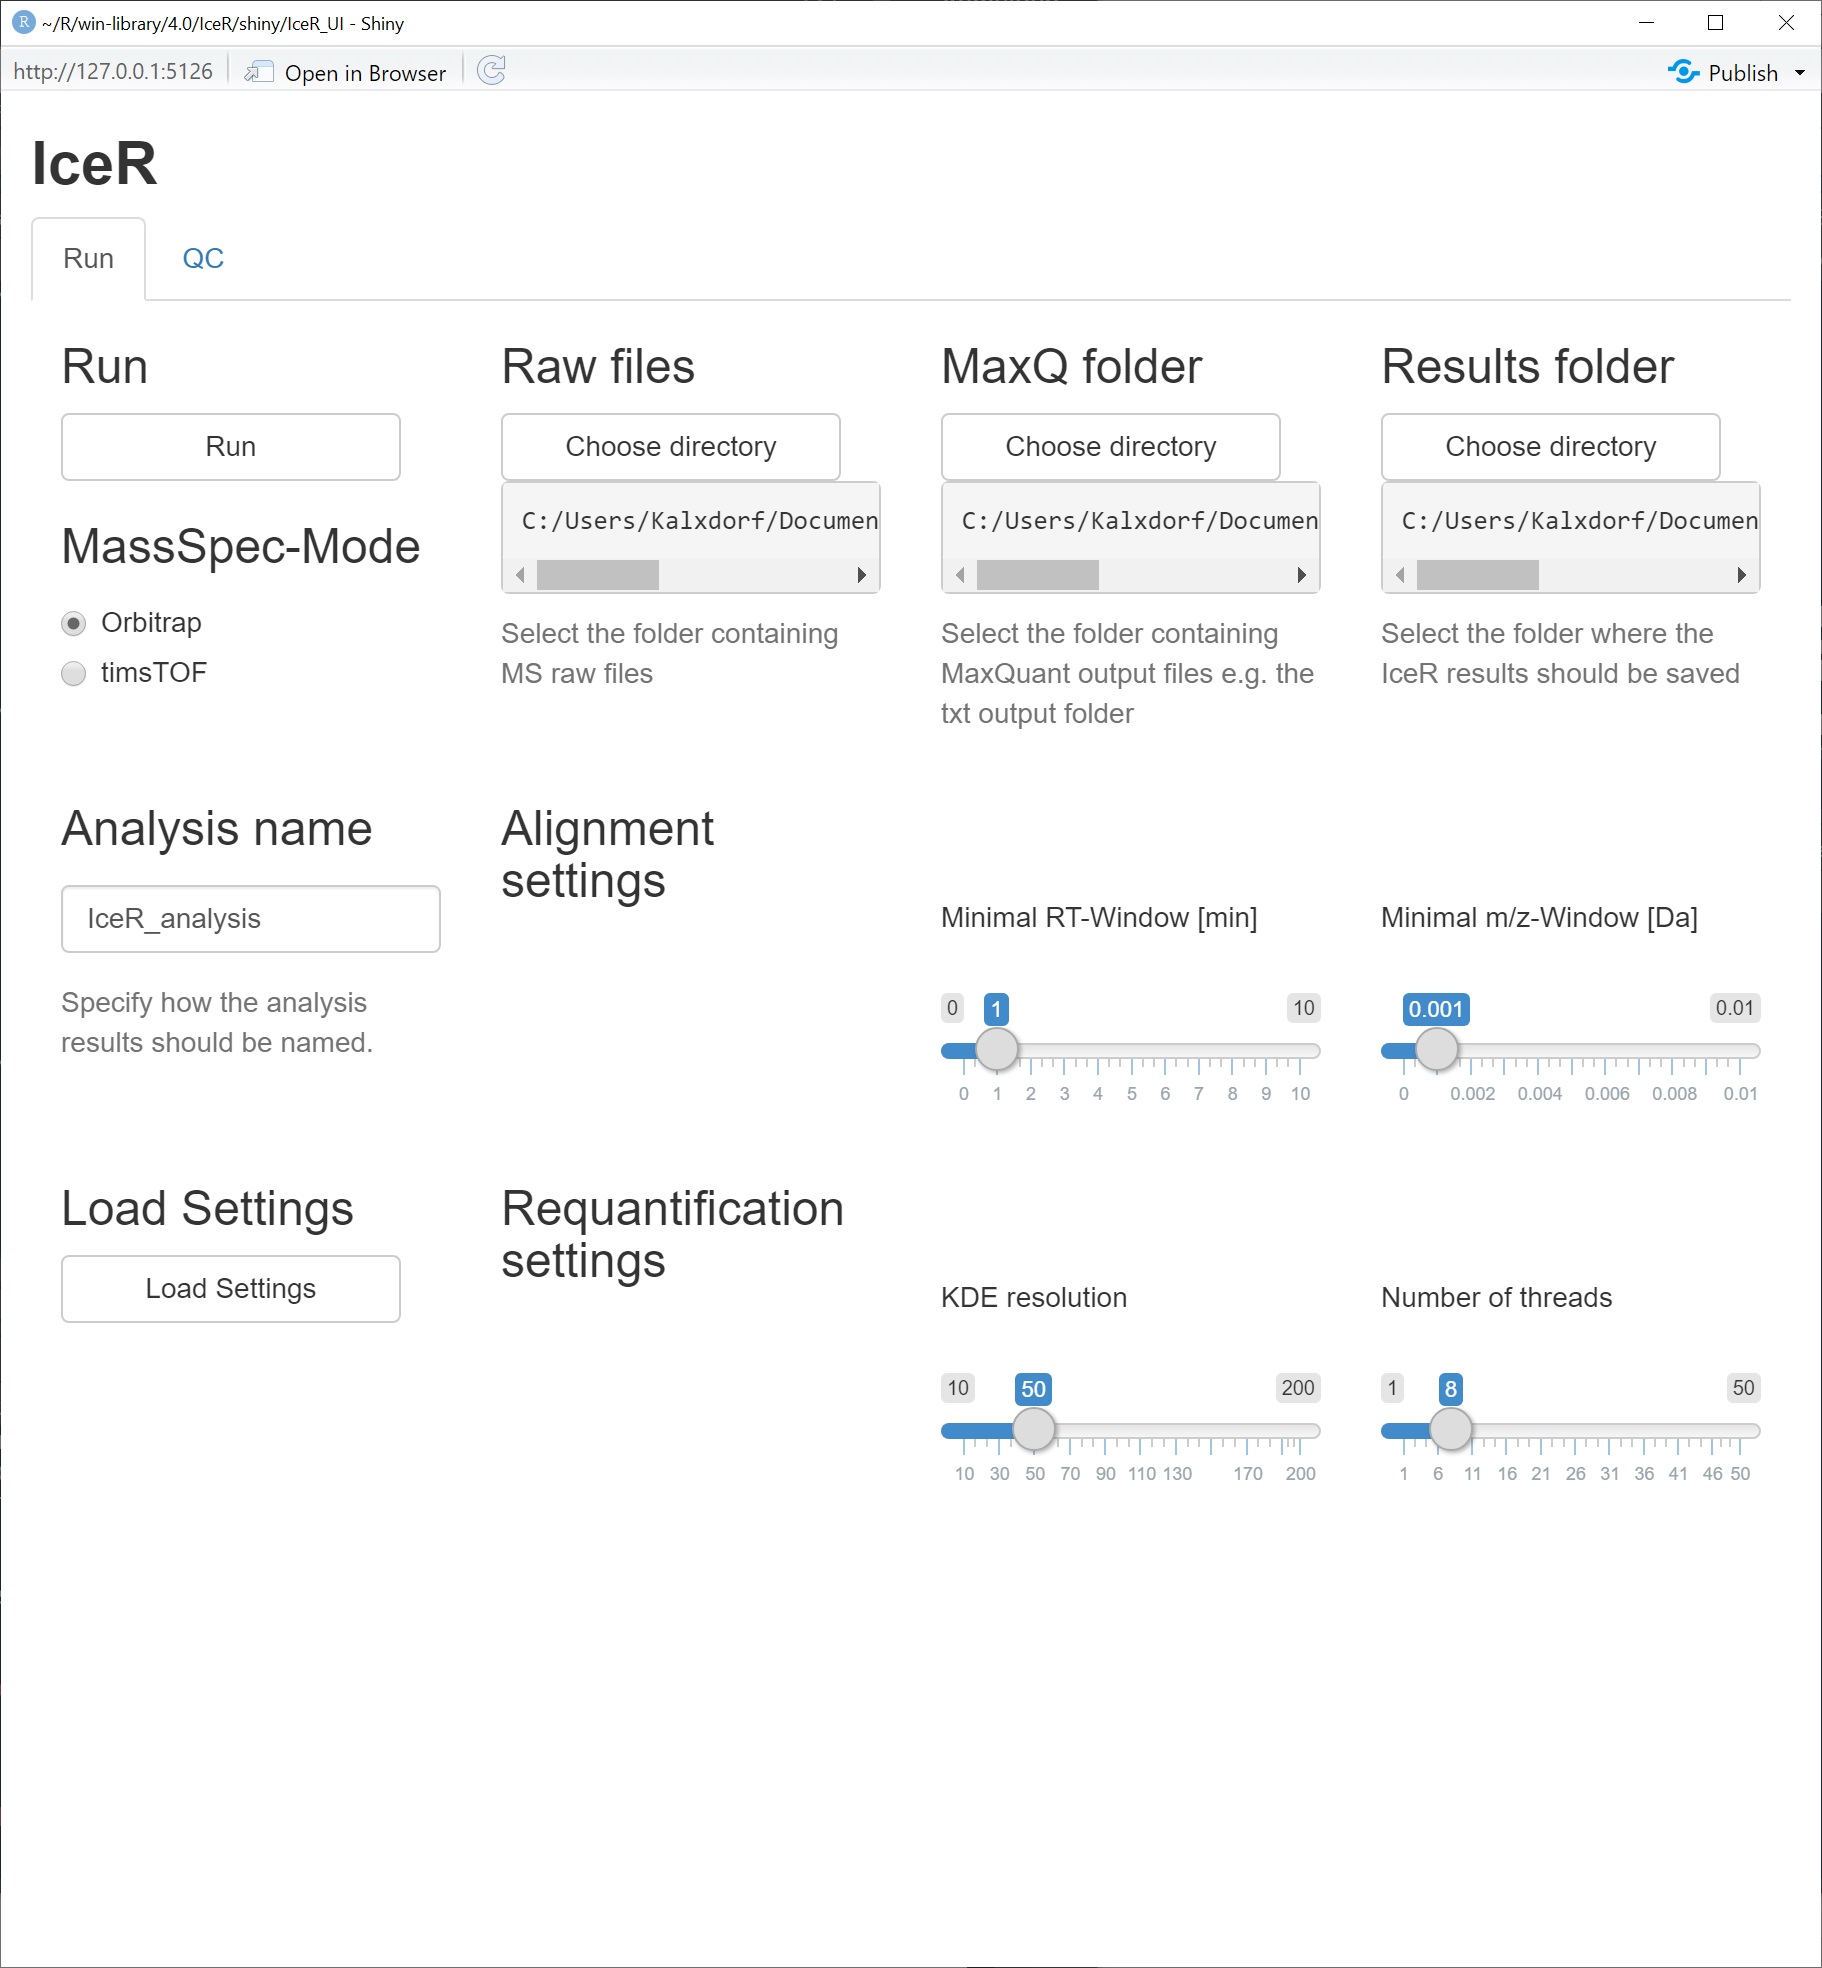 R ~/R/win-library/4.0/IceR/shiny/IceR_UI - Shiny
http://127.0.0.1:5126 Open in Browser Publish
IceR
Run QC
Run
Run
MassSpec-Mode
Orbitrap
timsTOF
Raw files
Choose directory
C:/Users/Kalxdorf/Documen
Select the folder containing
MS raw files
MaxQ folder
Choose directory
C:/Users/Kalxdorf/Documen
Select the folder containing
MaxQuant output files e.g. the
txt output folder
Results folder
Choose directory
C:/Users/Kalxdorf/Documen
Select the folder where the
IceR results should be saved
Analysis name
IceR_analysis
Specify how the analysis
results should be named.
Alignment
settings
Minimal RT-Window [min]
0 1 10
0 1 2 3 4 5 6 7 8 9 10
Minimal m/z-Window [Da]
0.001 0.01
0 0.002 0.004 0.006 0.008 0.01
Load Settings
Load Settings
Requantification
settings
KDE resolution
10 50 200
10 30 50 70 90 110 130 170 200
Number of threads
1 8 50
1 6 11 16 21 26 31 36 41 46 50